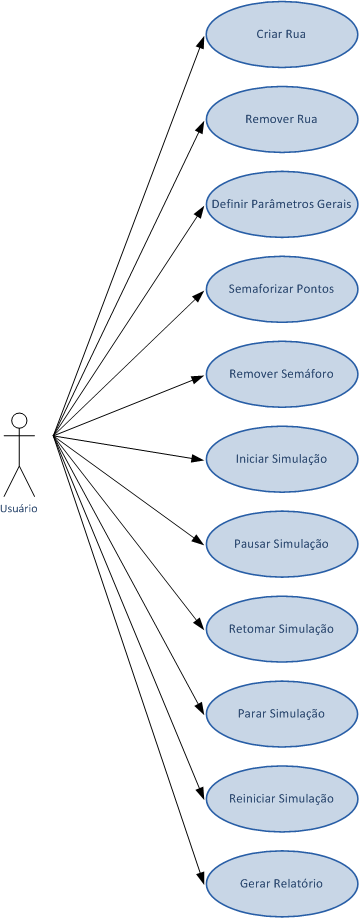 Criar Rua
Remover Rua
Definir Parâmetros Gerais
Semaforizar Pontos
Remover Semáforo
Iniciar Simulação
Usuário
Pausar Simulação
Retomar Simulação
Parar Simulação
Reiniciar Simulação
Gerar Relatório